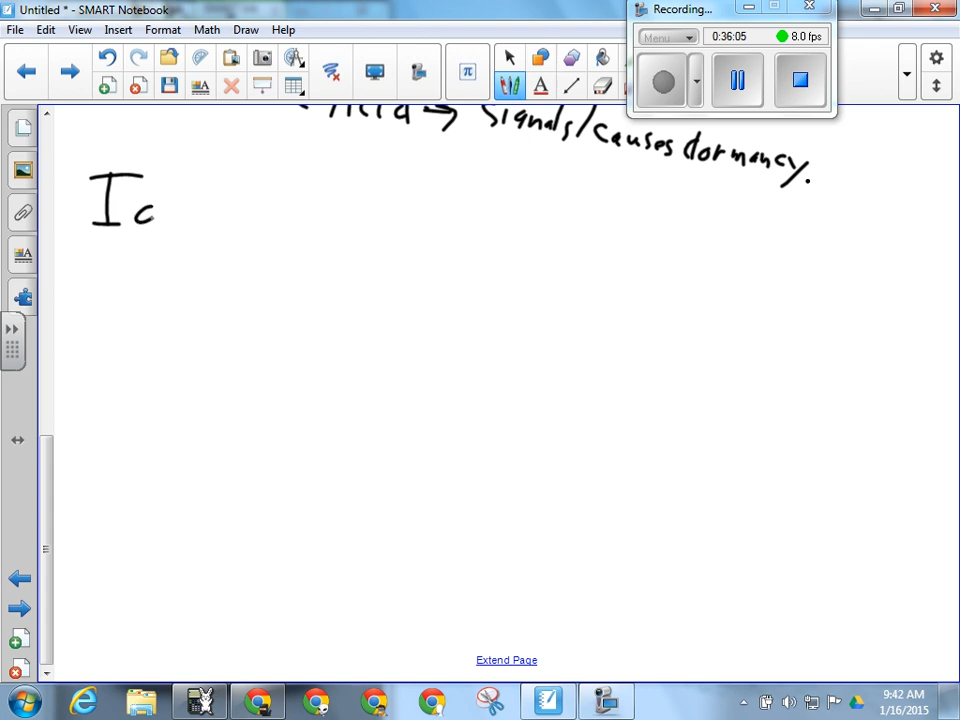 Untitled * - SMART Notebook
Recording...
File Edit View Insert Format Math Draw Help
Menu 0:36:05 8.0 fps
π
A
Acid → Signals/causes dormancy.
Ic
Extend Page
9:42 AM
1/16/2015